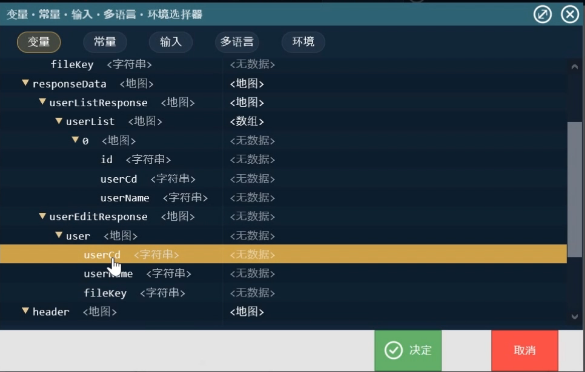 变量·常量·输入·多语言·环境选择器
变量 常量 输入 多语言 环境
fileKey <字符串> <无数据>
responseData <地图> <地图>
userListResponse <地图> <地图>
userList <地图> <数组>
0 <地图> <无数据>
id <字符串> <无数据>
userCd <字符串> <无数据>
userName <字符串> <无数据>
userEditResponse <地图> <无数据>
user <地图> <无数据>
userCd <字符串> <无数据>
userName <字符串> <无数据>
fileKey <字符串> <无数据>
header <地图> <地图>
决定 取消